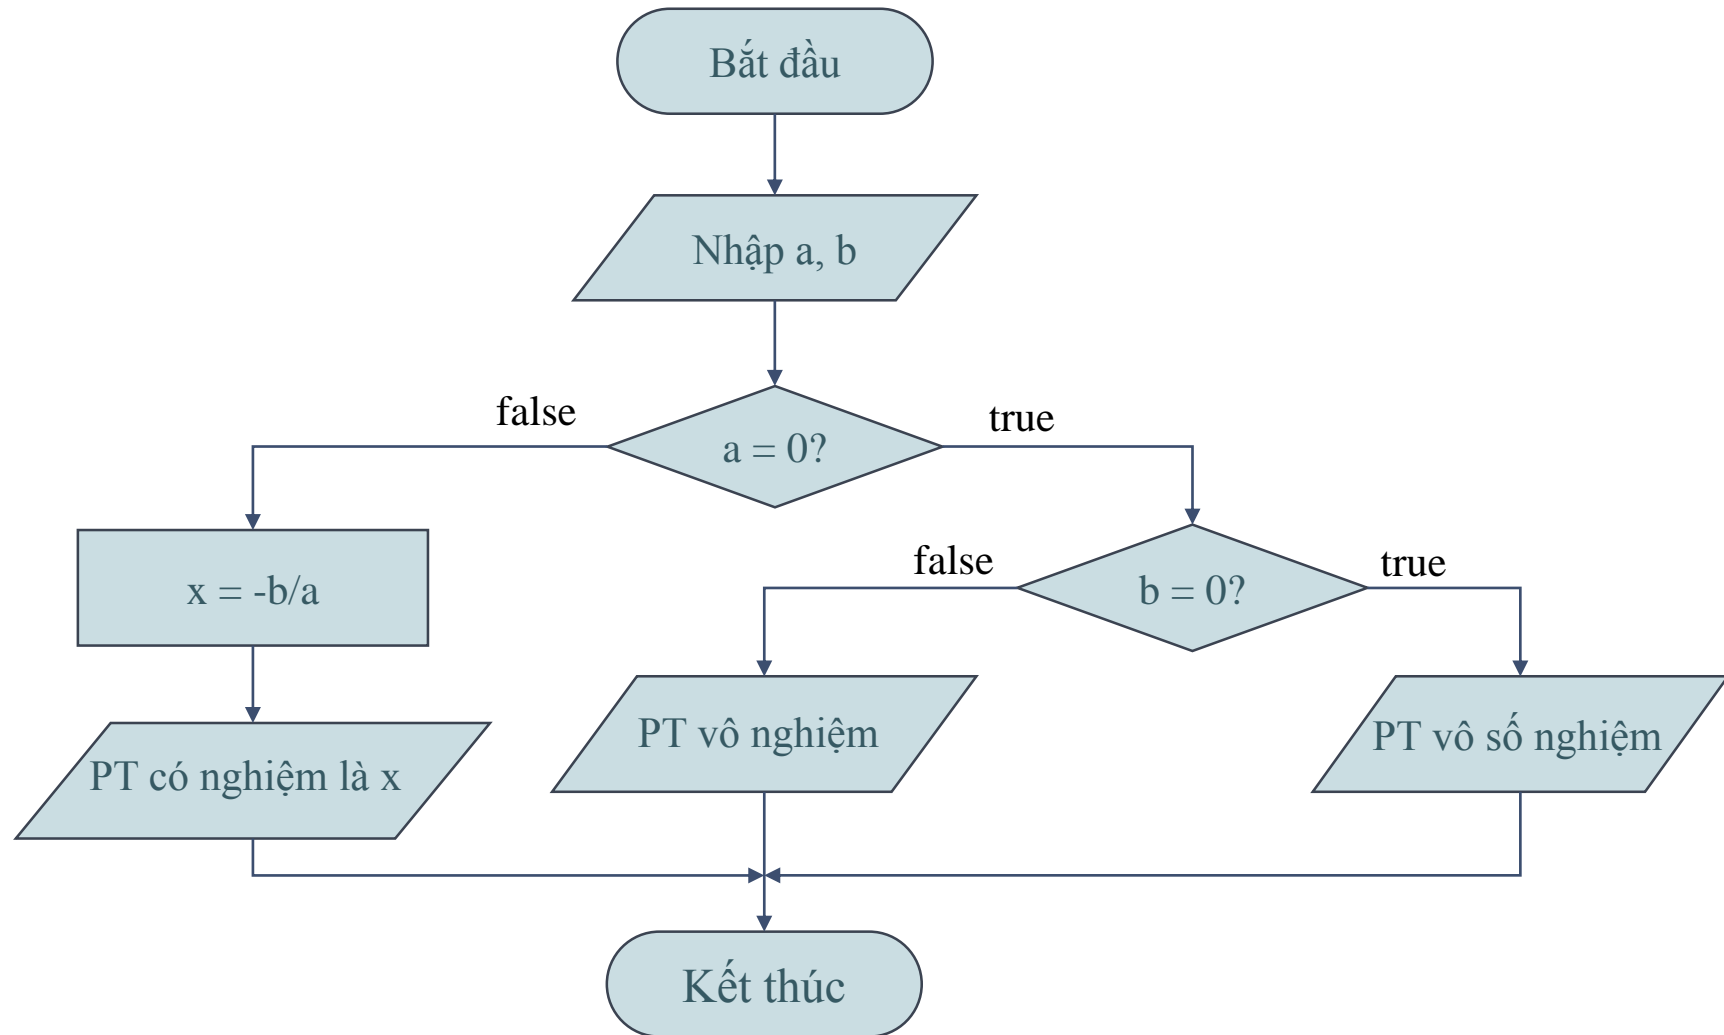 Bắt đầu
Nhập a, b
false
true
a = 0?
false
true
x = -b/a
b = 0?
PT vô nghiệm
PT vô số nghiệm
PT có nghiệm là x
Kết thúc